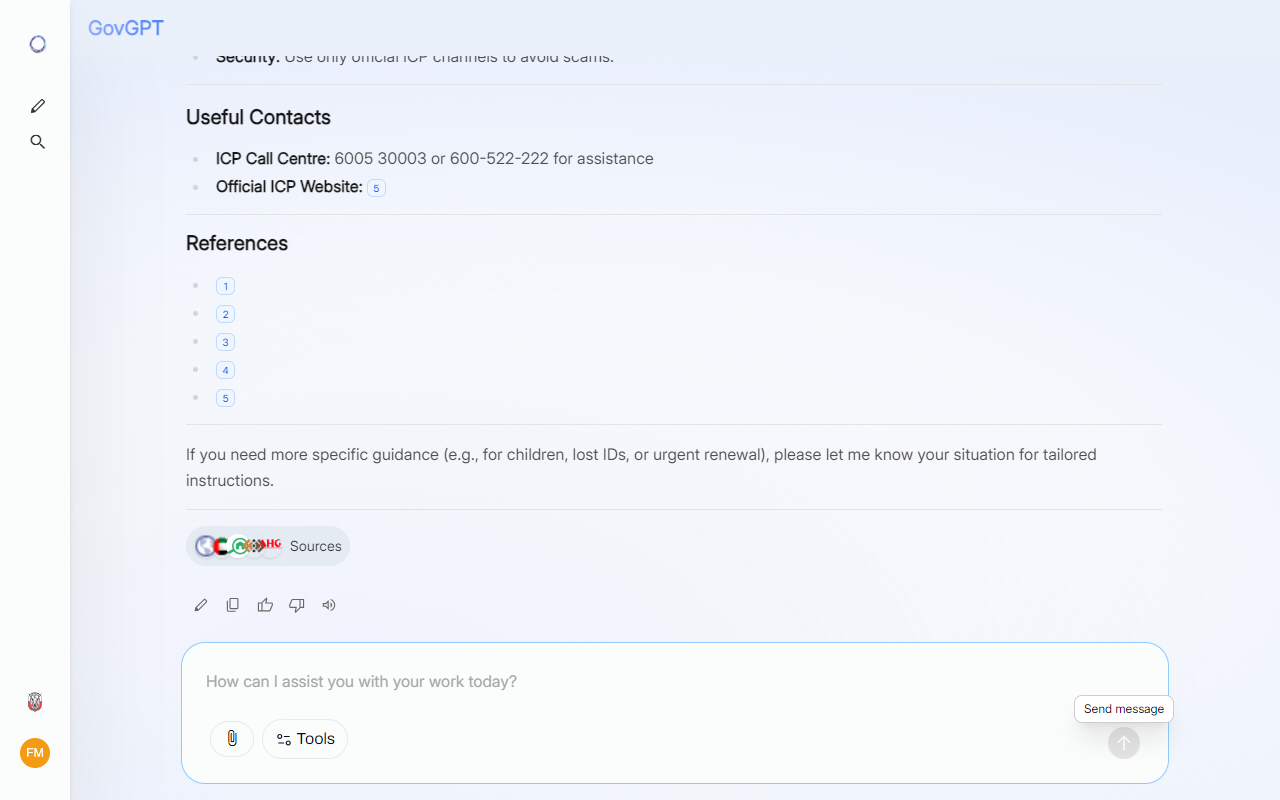 GovGPT
Security: Use only official ICP channels to avoid scams.
Useful Contacts
ICP Call Centre: 6005 30003 or 600-522-222 for assistance
Official ICP Website: 5
References
1
2
3
4
5
If you need more specific guidance (e.g., for children, lost IDs, or urgent renewal), please let me know your situation for tailored
instructions.
HG
Sources
How can I assist you with your work today?
Send message
Tools
FM